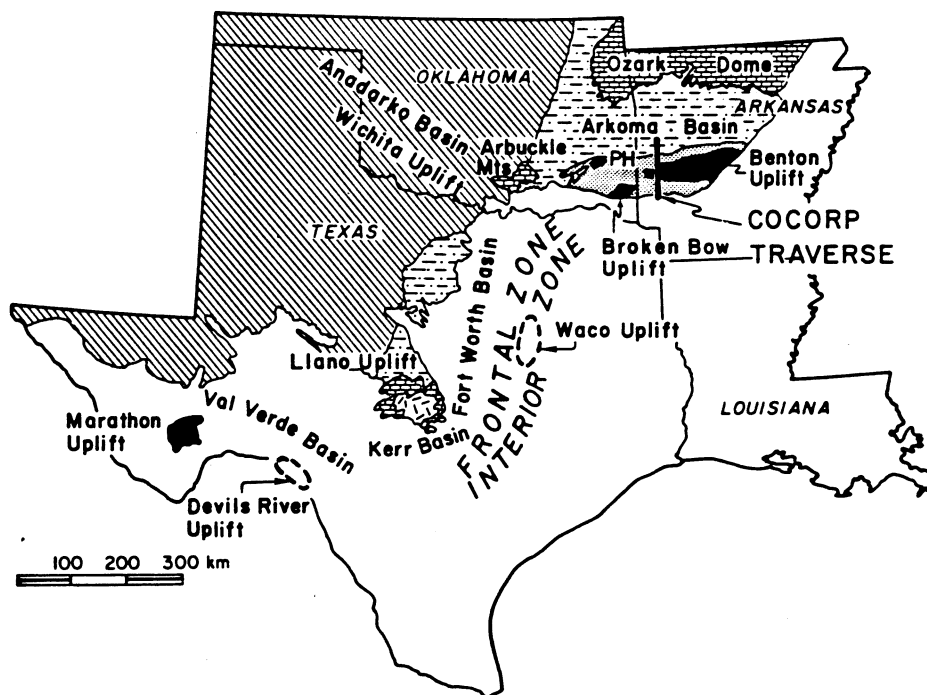 OKLAHOMA
Ozark Dome
Anadarko Basin
ARKANSAS
Wichita Uplift
Arkoma Basin
Arbuckle
Mts.
PH
Benton
Uplift
COCORP
TRAVERSE
TEXAS
Broken Bow
Uplift
Fort Worth Basin
FRONTAL ZONE
INTERIOR ZONE
Waco Uplift
Llano Uplift
LOUISIANA
Marathon
Uplift
Val Verde Basin
Kerr Basin
Devils River
Uplift
100 200 300 km